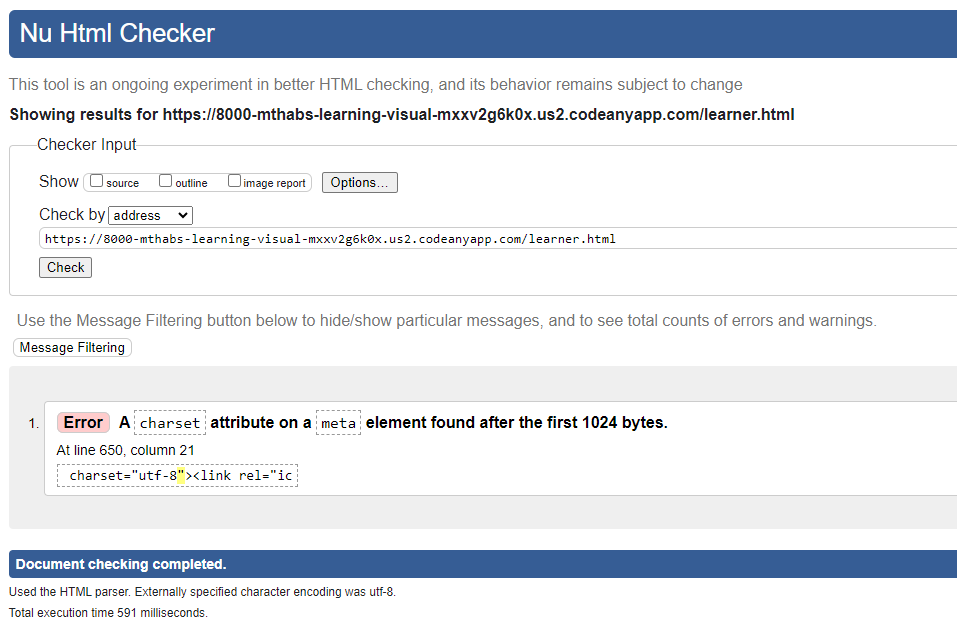 Nu Html Checker
This tool is an ongoing experiment in better HTML checking, and its behavior remains subject to change
Showing results for https://8000-mthabs-learning-visual-mxxv2g6k0x.us2.codeanyapp.com/learner.html
Checker Input
Show source outline image report Options...
Check by address
https://8000-mthabs-learning-visual-mxxv2g6k0x.us2.codeanyapp.com/learner.html
Check
Use the Message Filtering button below to hide/show particular messages, and to see total counts of errors and warnings.
Message Filtering
1. Error A charset attribute on a meta element found after the first 1024 bytes.
At line 650, column 21
charset="utf-8"><link rel="ic
Document checking completed.
Used the HTML parser. Externally specified character encoding was utf-8.
Total execution time 591 milliseconds.